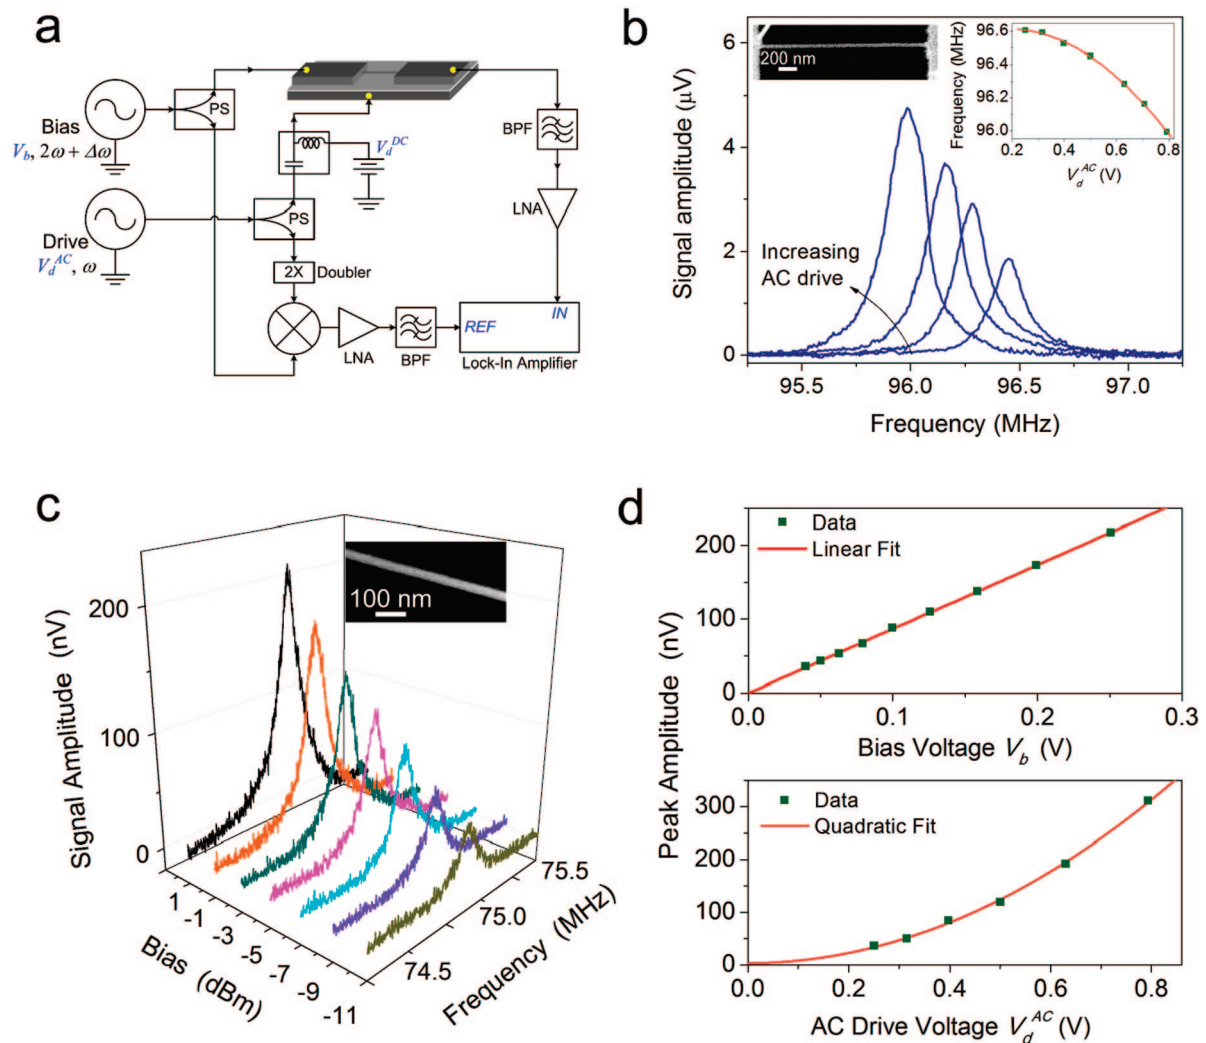 a
PS
Bias
V_b, 2ω + Δω
V_d^DC
BPF
LNA
PS
Drive
V_d^AC, ω
2X
Doubler
LNA
BPF
REF
IN
Lock-In Amplifier
b
Signal amplitude (μV)
6
4
2
0
95.5
96.0
96.5
97.0
Frequency (MHz)
200 nm
Increasing
AC drive
Frequency (MHz)
96.6
96.4
96.2
96.0
0.2
0.4
0.6
0.8
V_d^AC (V)
c
Signal Amplitude (nV)
200
100
0
100 nm
1
-1
-3
-5
-7
-9
-11
Bias (dBm)
74.5
75.0
75.5
Frequency (MHz)
d
Peak Amplitude (nV)
Data
Linear Fit
200
100
0
0.0
0.1
0.2
0.3
Bias Voltage V_b (V)
Data
Quadratic Fit
300
200
100
0
0.0
0.2
0.4
0.6
0.8
AC Drive Voltage V_d^AC (V)